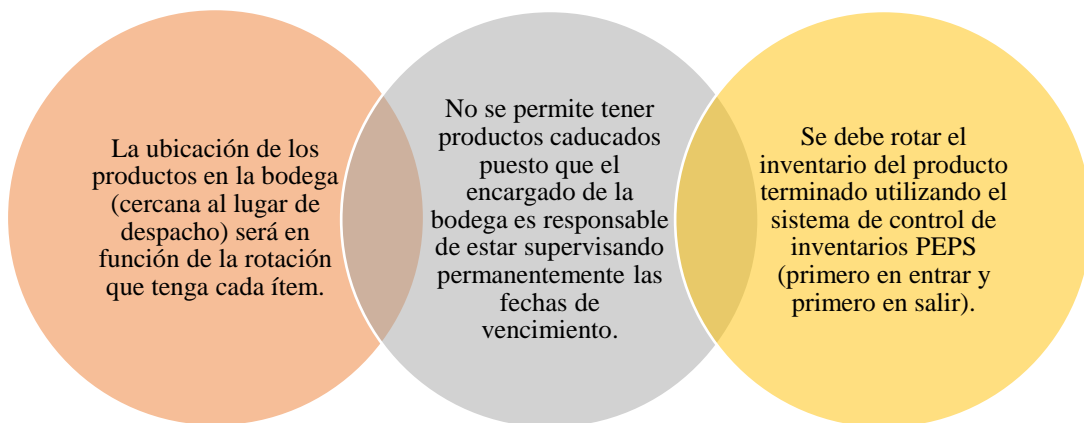 La ubicación de los
productos en la bodega
(cercana al lugar de
despacho) será en
función de la rotación
que tenga cada ítem.
No se permite tener
productos caducados
puesto que el
encargado de la
bodega es responsable
de estar supervisando
permanentemente las
fechas de
vencimiento.
Se debe rotar el
inventario del producto
terminado utilizando el
sistema de control de
inventarios PEPS
(primero en entrar y
primero en salir).